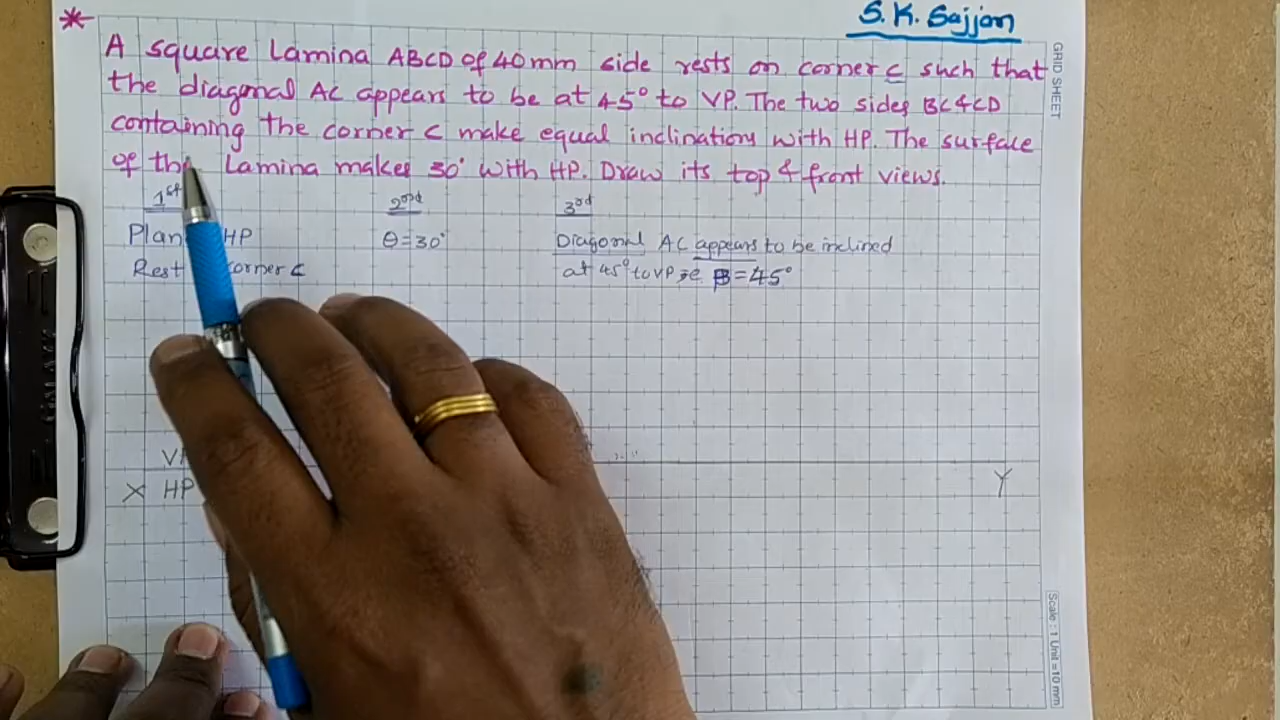 S. K. Sajjan
* A square Lamina ABCD of 40mm side rests on corner C such that
the diagonal AC appears to be at 45° to VP. The two sides BC & CD
containing the corner C make equal inclination with HP. The surface
of the Lamina makes 30° with HP. Draw its top & front views.
1st 2nd 3rd
Plan HP θ=30° Diagonal AC appears to be inclined
Rest corner C at 45° to VP ie β=45°
X HP Y
GRID SHEET
Scale : 1 Unit = 10 mm